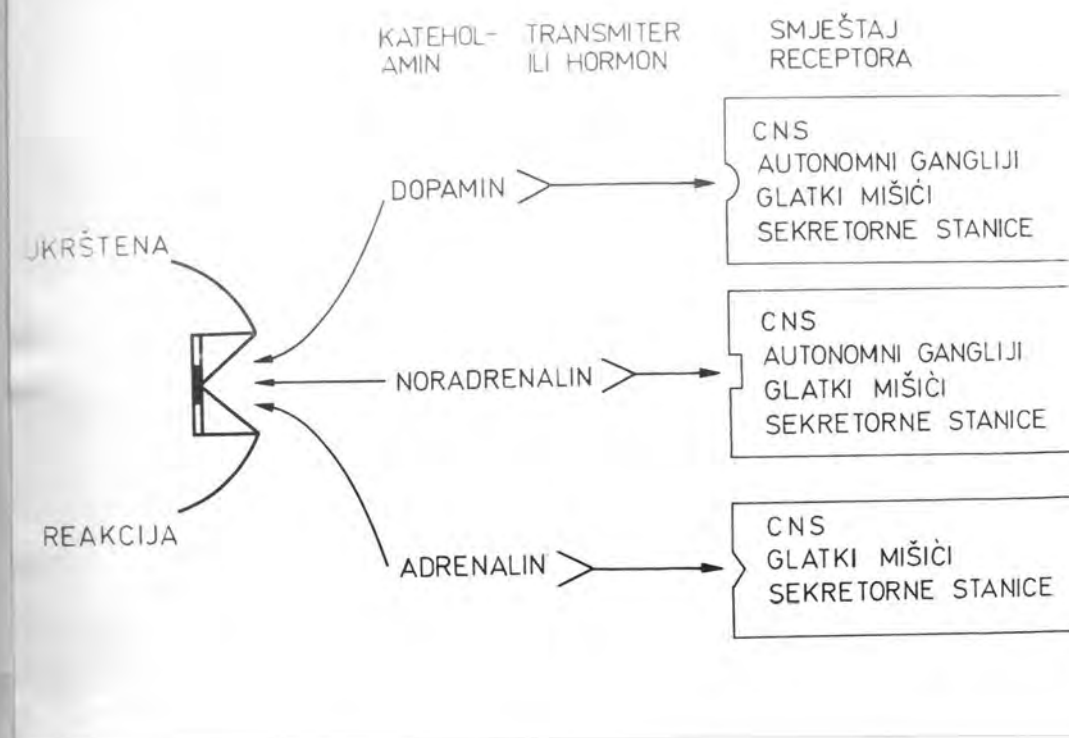 KATEHOL-
AMIN
TRANSMITER
ILI HORMON
SMJEŠTAJ
RECEPTORA
UKRŠTENA
REAKCIJA
DOPAMIN
CNS
AUTONOMNI GANGLIJI
GLATKI MIŠIĆI
SEKRETORNE STANICE
NORADRENALIN
CNS
AUTONOMNI GANGLIJI
GLATKI MIŠIĆI
SEKRETORNE STANICE
ADRENALIN
CNS
GLATKI MIŠIĆI
SEKRETORNE STANICE